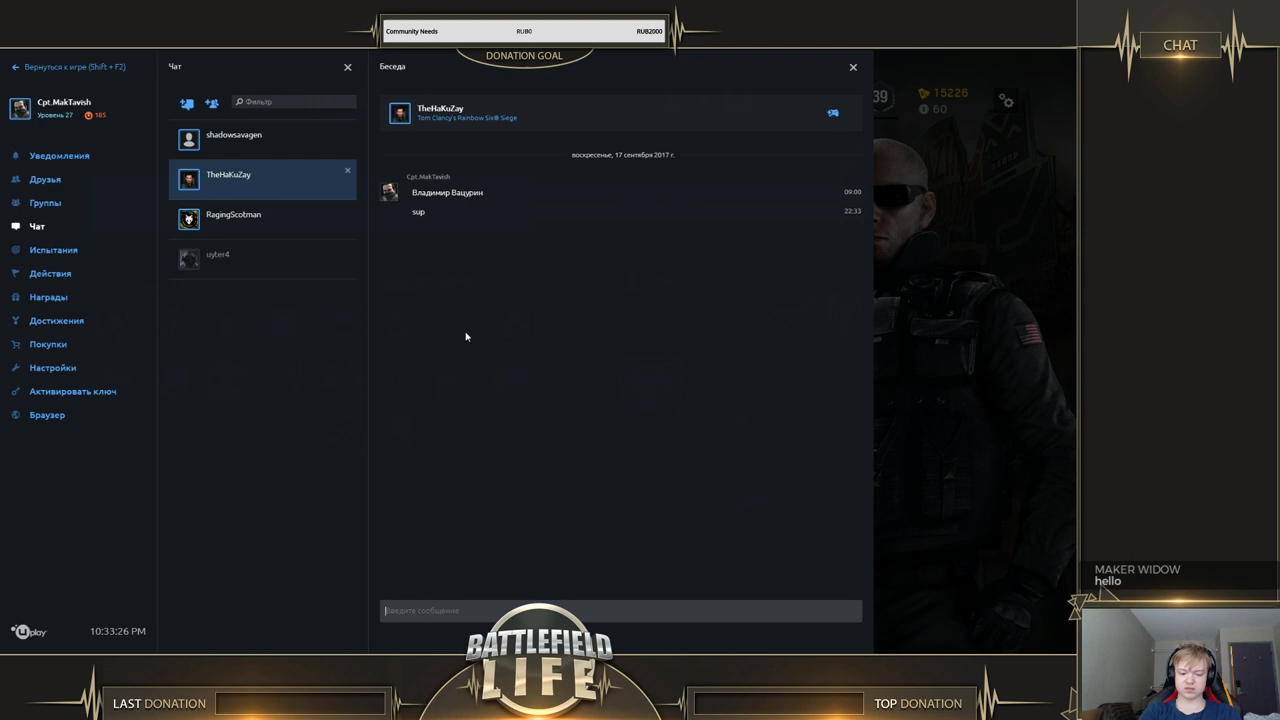 Community Needs
RUB0
RUB2000
DONATION GOAL
CHAT
Вернуться к игре (Shift + F2)
Чат
Беседа
Cpt.MakTavish
Уровень 27
185
Фильтр
TheHaKuZay
Tom Clancy's Rainbow Six® Siege
39
15226
60
shadowsavagen
TheHaKuZay
RagingScotman
uyter4
воскресенье, 17 сентября 2017 г.
Cpt.MakTavish
Владимир Вацурин
09:00
sup
22:33
Уведомления
Друзья
Группы
Чат
Испытания
Действия
Награды
Достижения
Покупки
Настройки
Активировать ключ
Браузер
MAKER WIDOW
hello
Введите сообщение
uplay
10:33:26 PM
BATTLEFIELD
LIFE
LAST DONATION
TOP DONATION